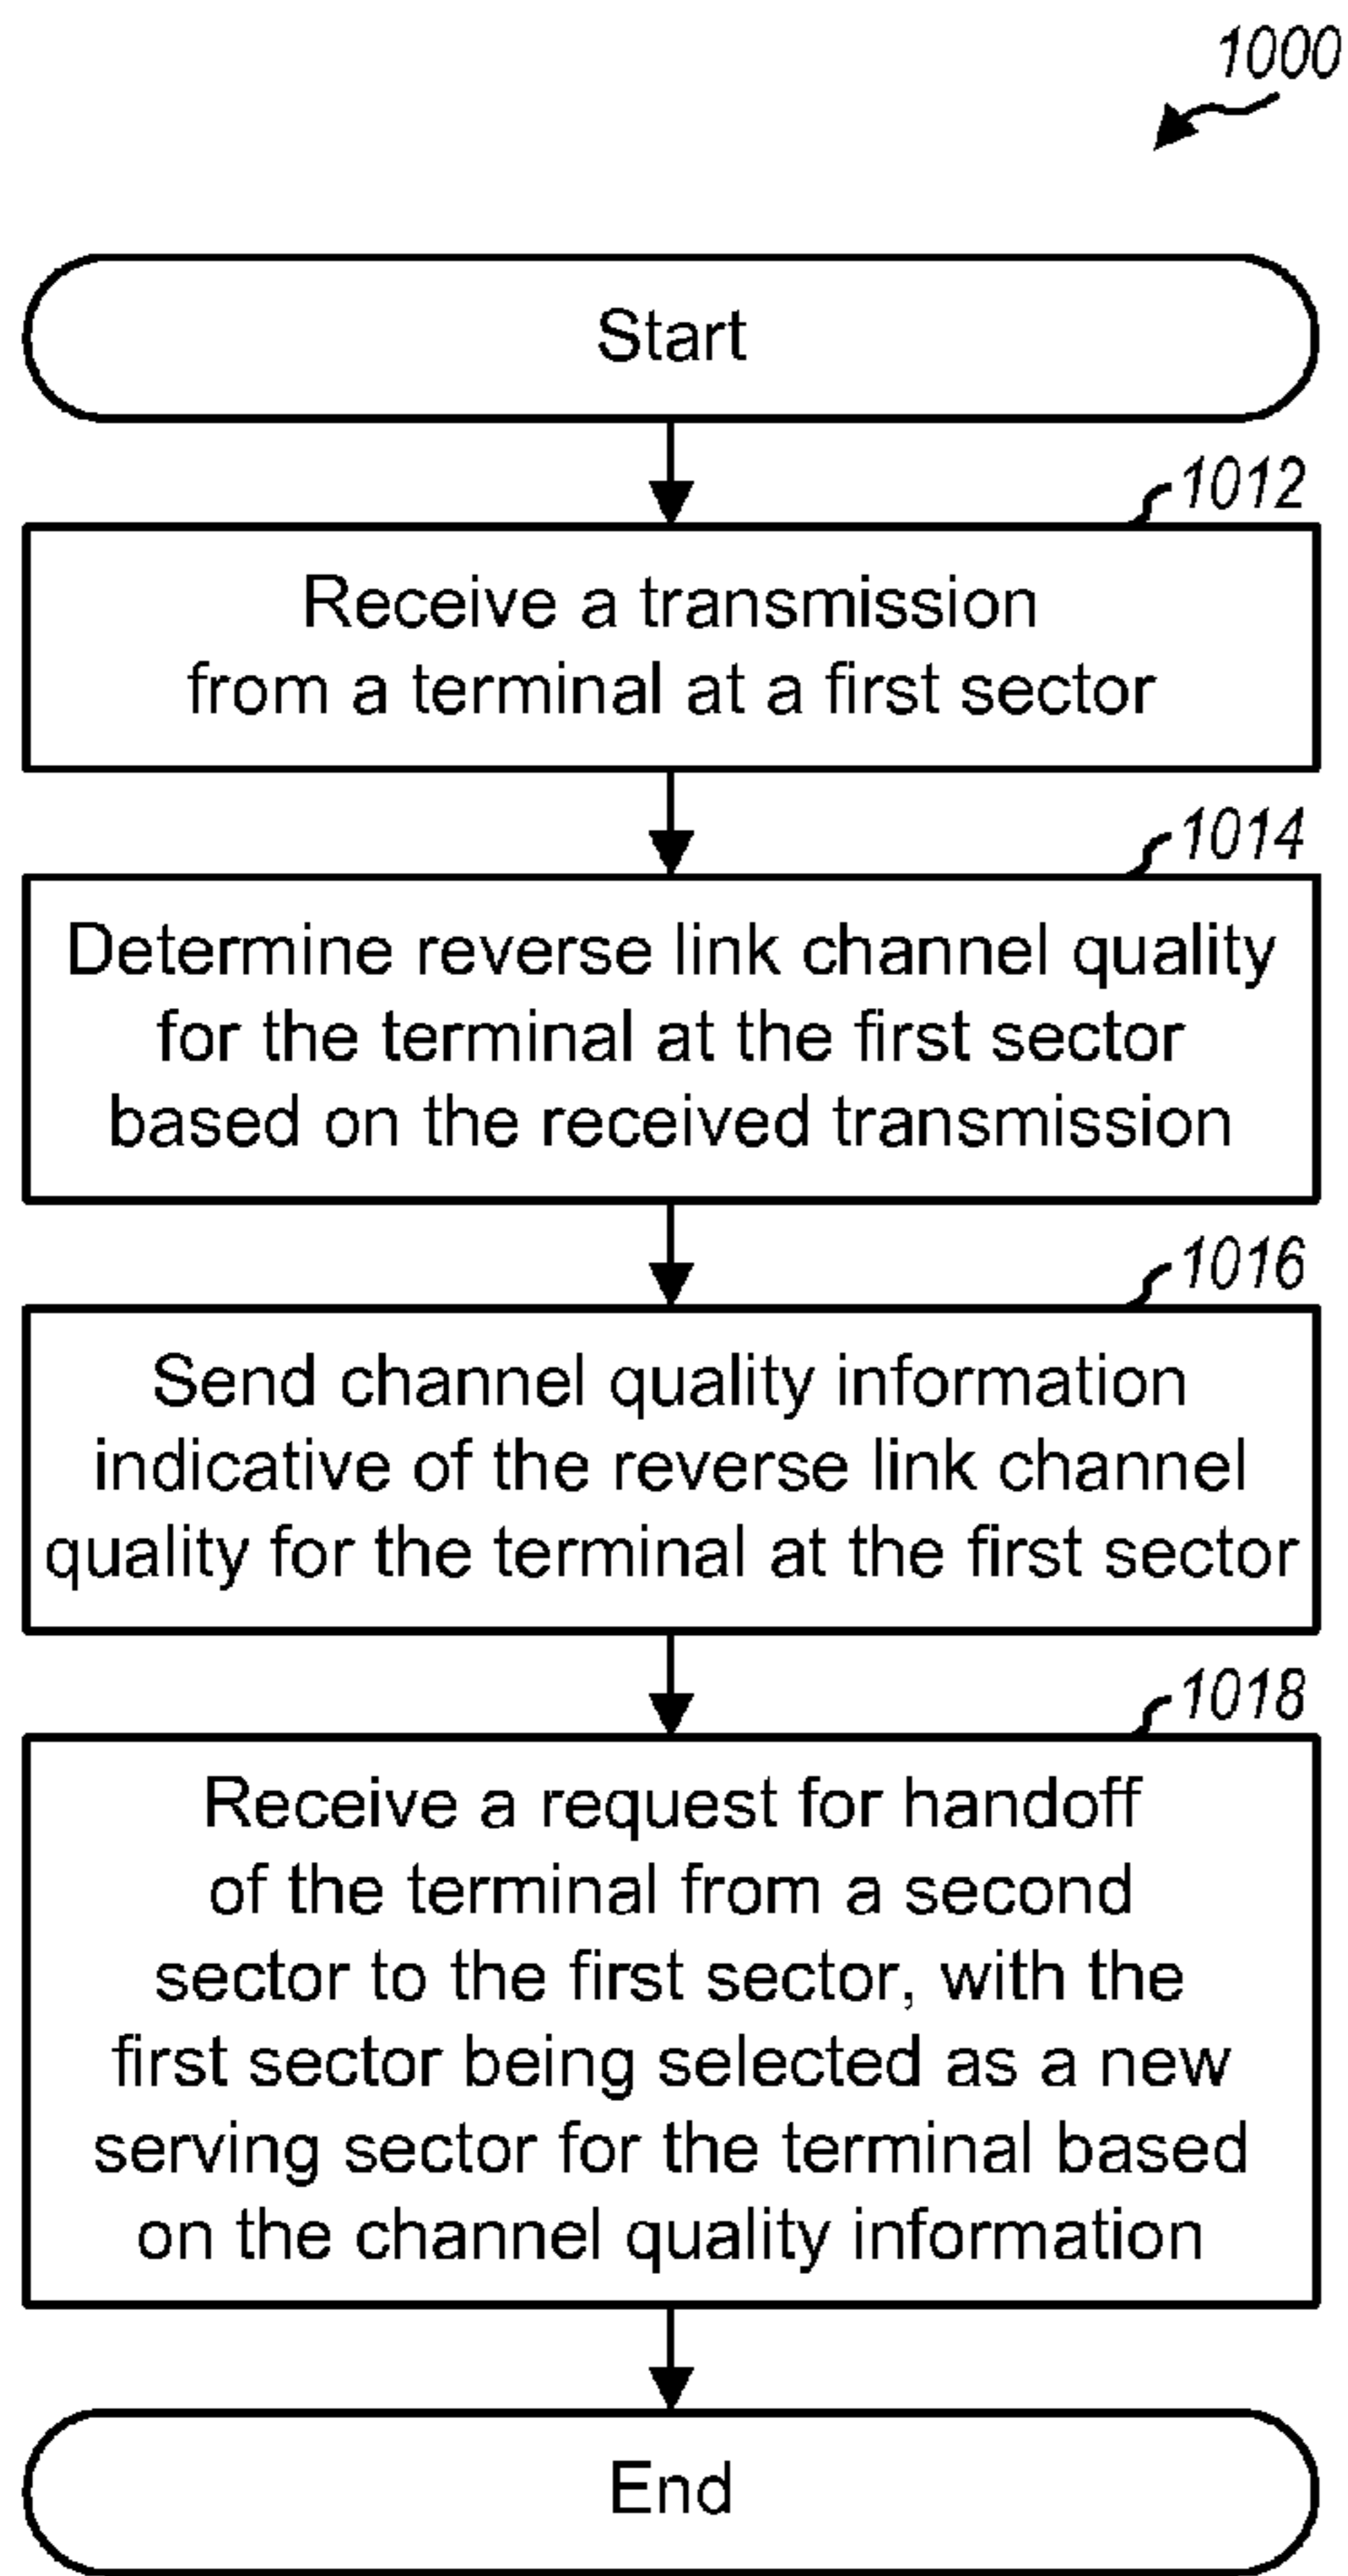 1000
Start
1012
Receive a transmission
from a terminal at a first sector
1014
Determine reverse link channel quality
for the terminal at the first sector
based on the received transmission
1016
Send channel quality information
indicative of the reverse link channel
quality for the terminal at the first sector
1018
Receive a request for handoff
of the terminal from a second
sector to the first sector, with the
first sector being selected as a new
serving sector for the terminal based
on the channel quality information
End